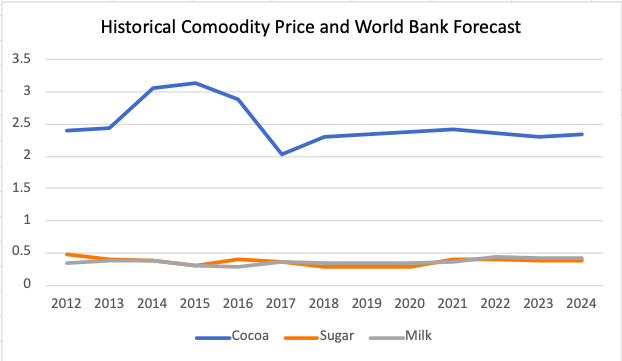 Historical Comoodity Price and World Bank Forecast
3.5
3
2.5
2
1.5
1
0.5
0
2012 2013 2014 2015 2016 2017 2018 2019 2020 2021 2022 2023 2024
Cocoa Sugar Milk